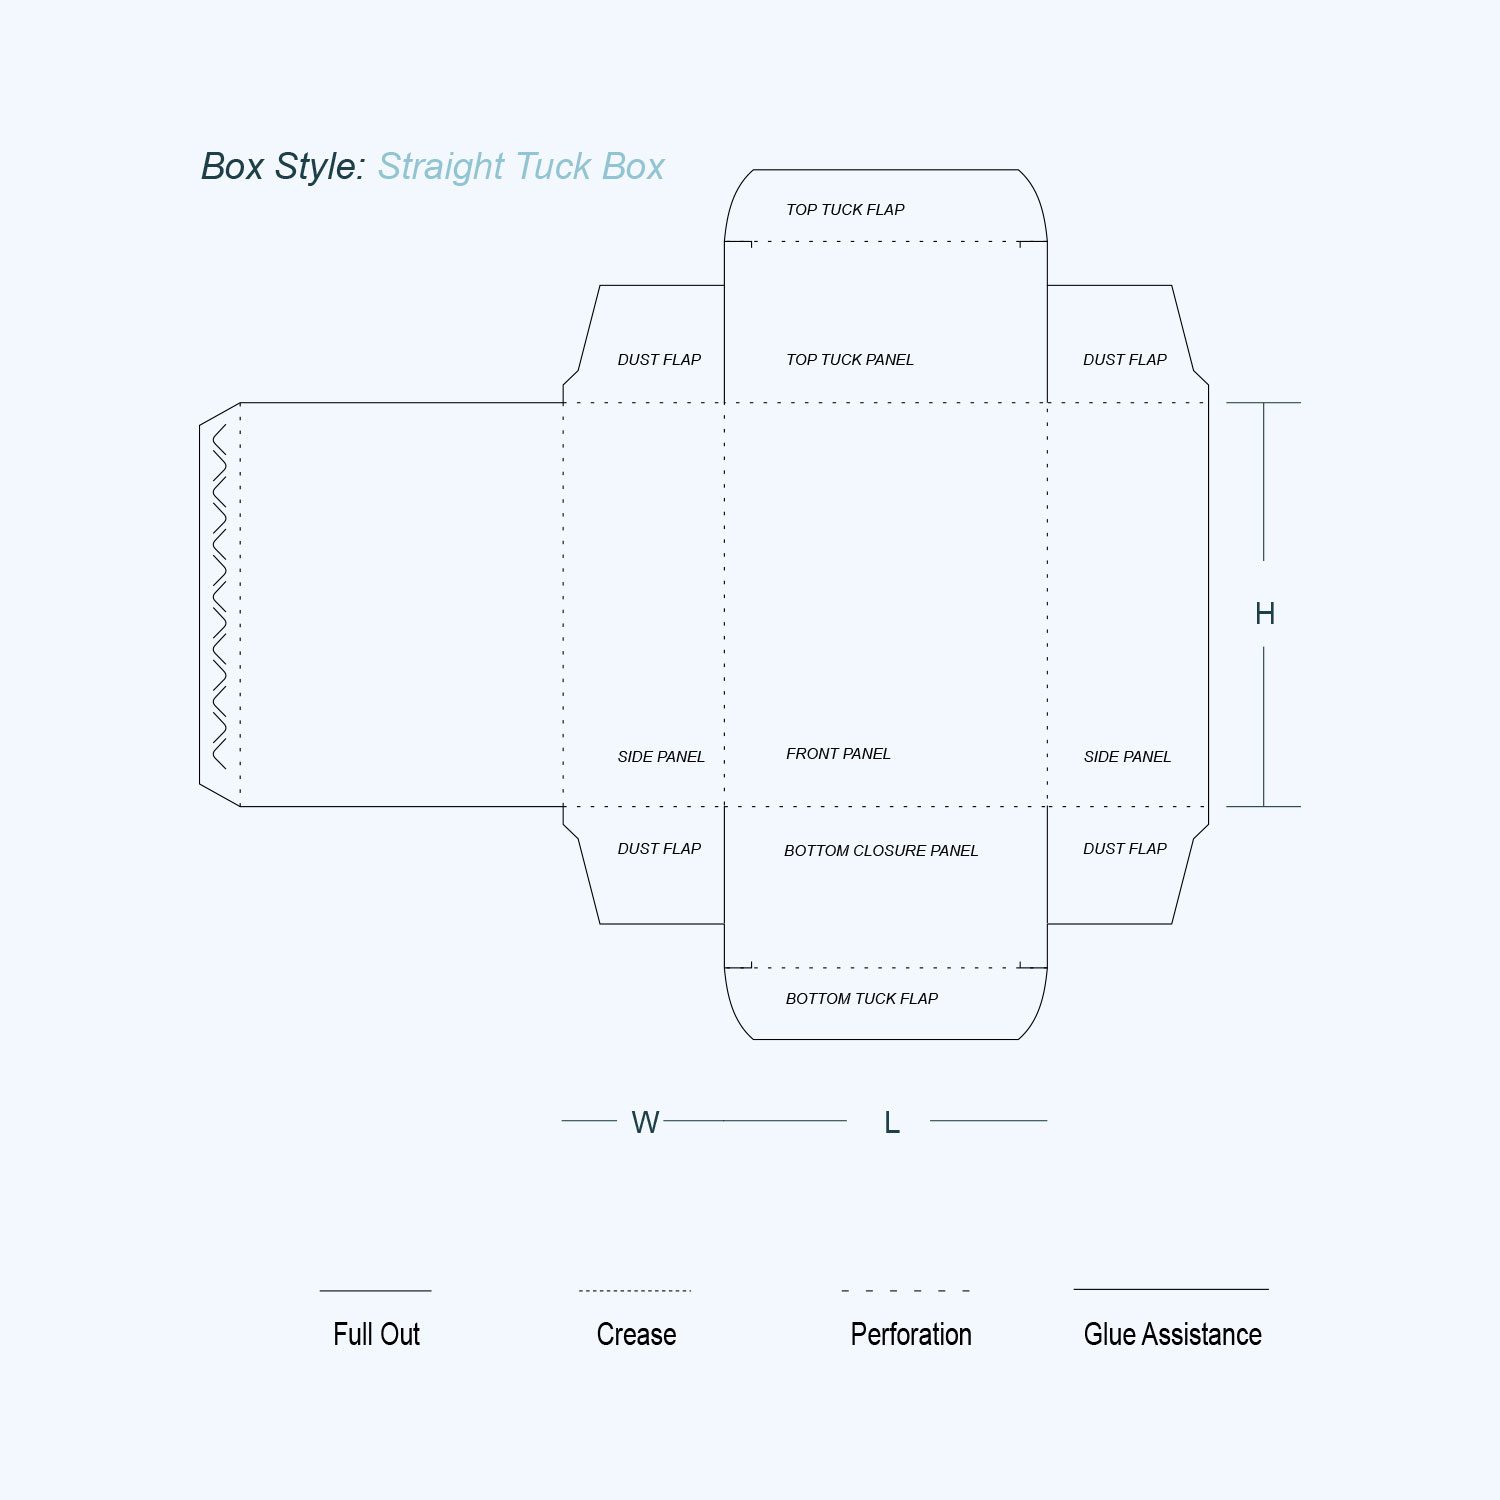 Box Style: Straight Tuck Box
TOP TUCK FLAP
DUST FLAP
TOP TUCK PANEL
DUST FLAP
H
SIDE PANEL
FRONT PANEL
SIDE PANEL
DUST FLAP
BOTTOM CLOSURE PANEL
DUST FLAP
BOTTOM TUCK FLAP
W
L
Full Out
Crease
Perforation
Glue Assistance